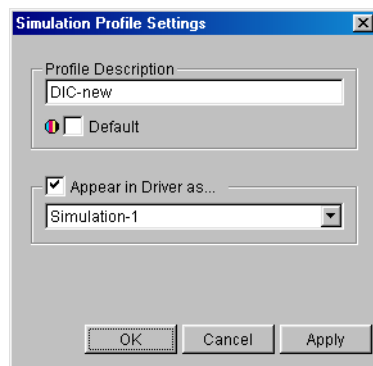 Simulation Profile Settings
Profile Description
DIC-new
Default
Appear in Driver as...
Simulation-1
OK Cancel Apply